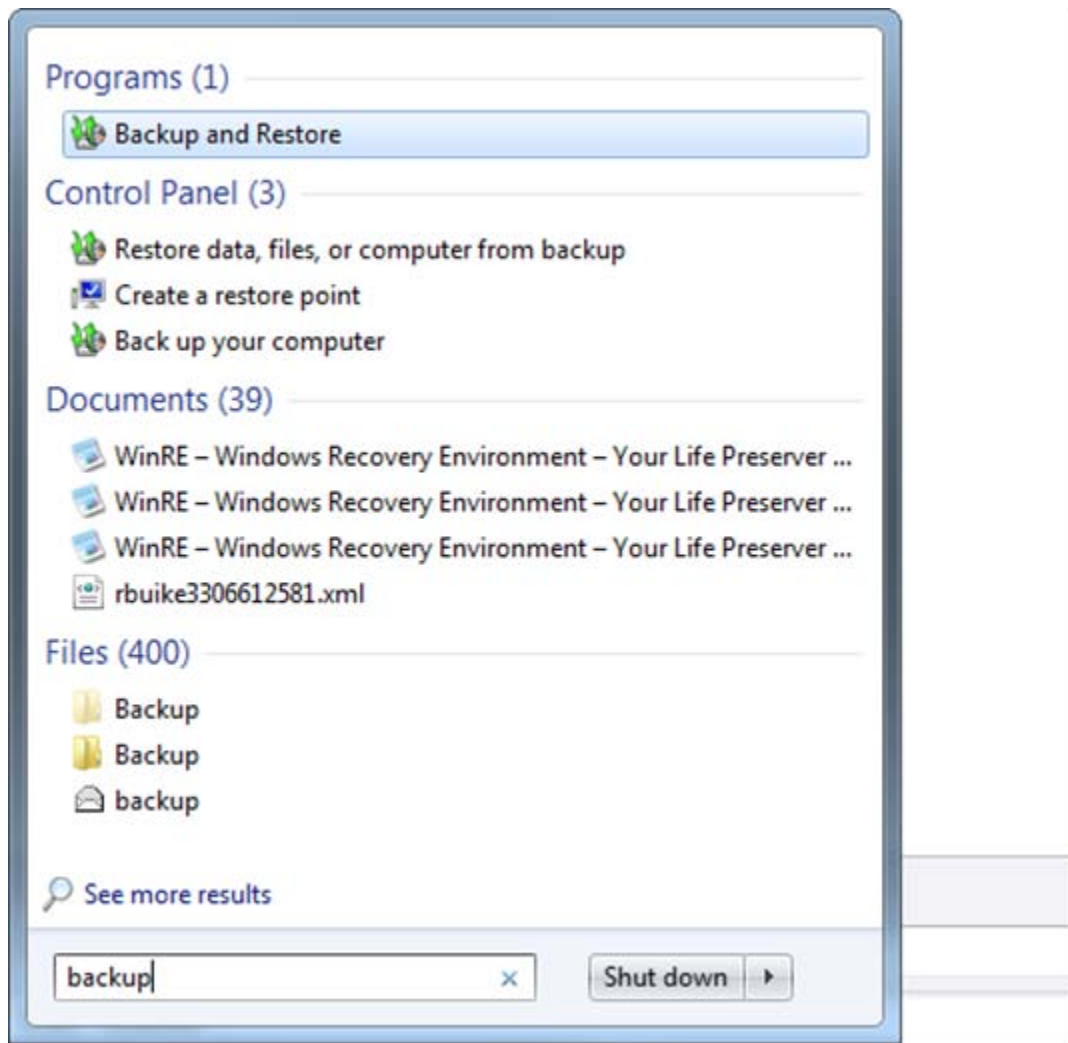 Programs (1)
Backup and Restore
Control Panel (3)
Restore data, files, or computer from backup
Create a restore point
Back up your computer
Documents (39)
WinRE – Windows Recovery Environment – Your Life Preserver ...
WinRE – Windows Recovery Environment – Your Life Preserver ...
WinRE – Windows Recovery Environment – Your Life Preserver ...
rbuike3306612581.xml
Files (400)
Backup
Backup
backup
See more results
backup
Shut down